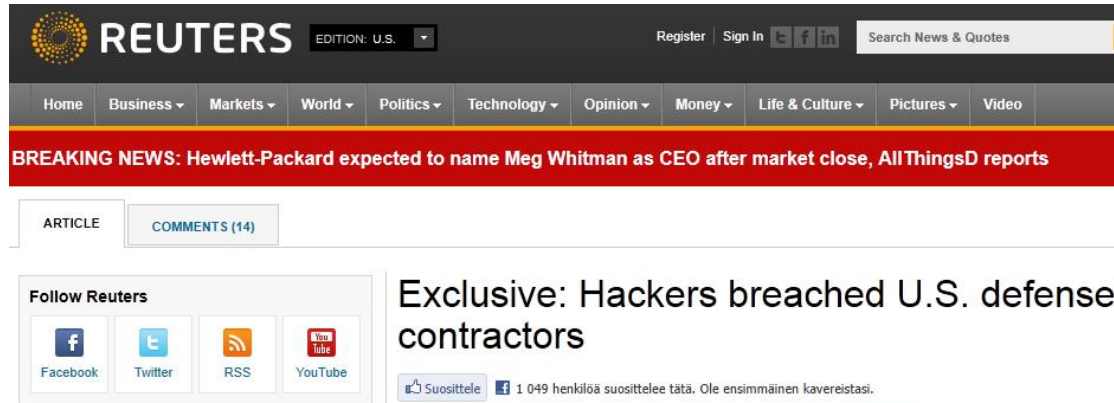 REUTERS EDITION: U.S. Register Sign In Search News & Quotes
Home Business Markets World Politics Technology Opinion Money Life & Culture Pictures Video
BREAKING NEWS: Hewlett-Packard expected to name Meg Whitman as CEO after market close, AllThingsD reports
ARTICLE COMMENTS (14)
Follow Reuters
Facebook Twitter RSS YouTube
Exclusive: Hackers breached U.S. defense
contractors
Suosittele 1 049 henkilöä suosittelee tätä. Ole ensimmäinen kavereistasi.